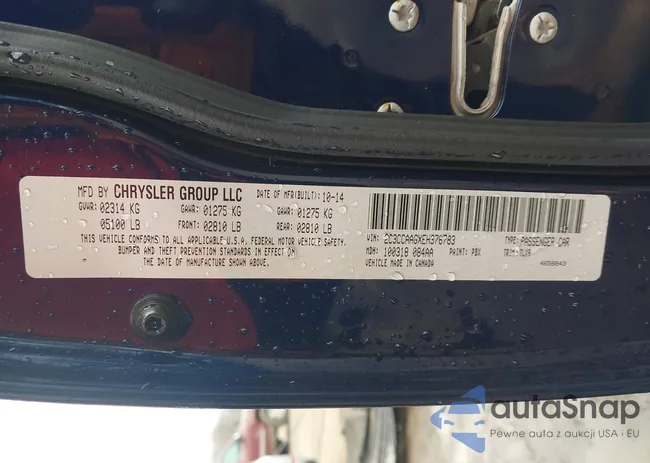 MFD BY CHRYSLER GROUP LLC DATE OF MFR(BUILT): 10-14
GVWR: 02314 KG GAWR: 01275 KG GAWR: 01275 KG
05100 LB FRONT: 02810 LB REAR: 02810 LB
THIS VEHICLE CONFORMS TO ALL APPLICABLE U.S.A. FEDERAL MOTOR VEHICLE SAFETY,
BUMPER AND THEFT PREVENTION STANDARDS IN EFFECT ON
THE DATE OF MANUFACTURE SHOWN ABOVE.
VIN: 2C3CCAAGXEH376783 TYPE: PASSENGER CAR
MDH: 100318 084AA PAINT: PBX TRIM: TLX9
VEHICLE MADE IN CANADA 4658843
autaSnap
Pewne auta z aukcji USA i EU